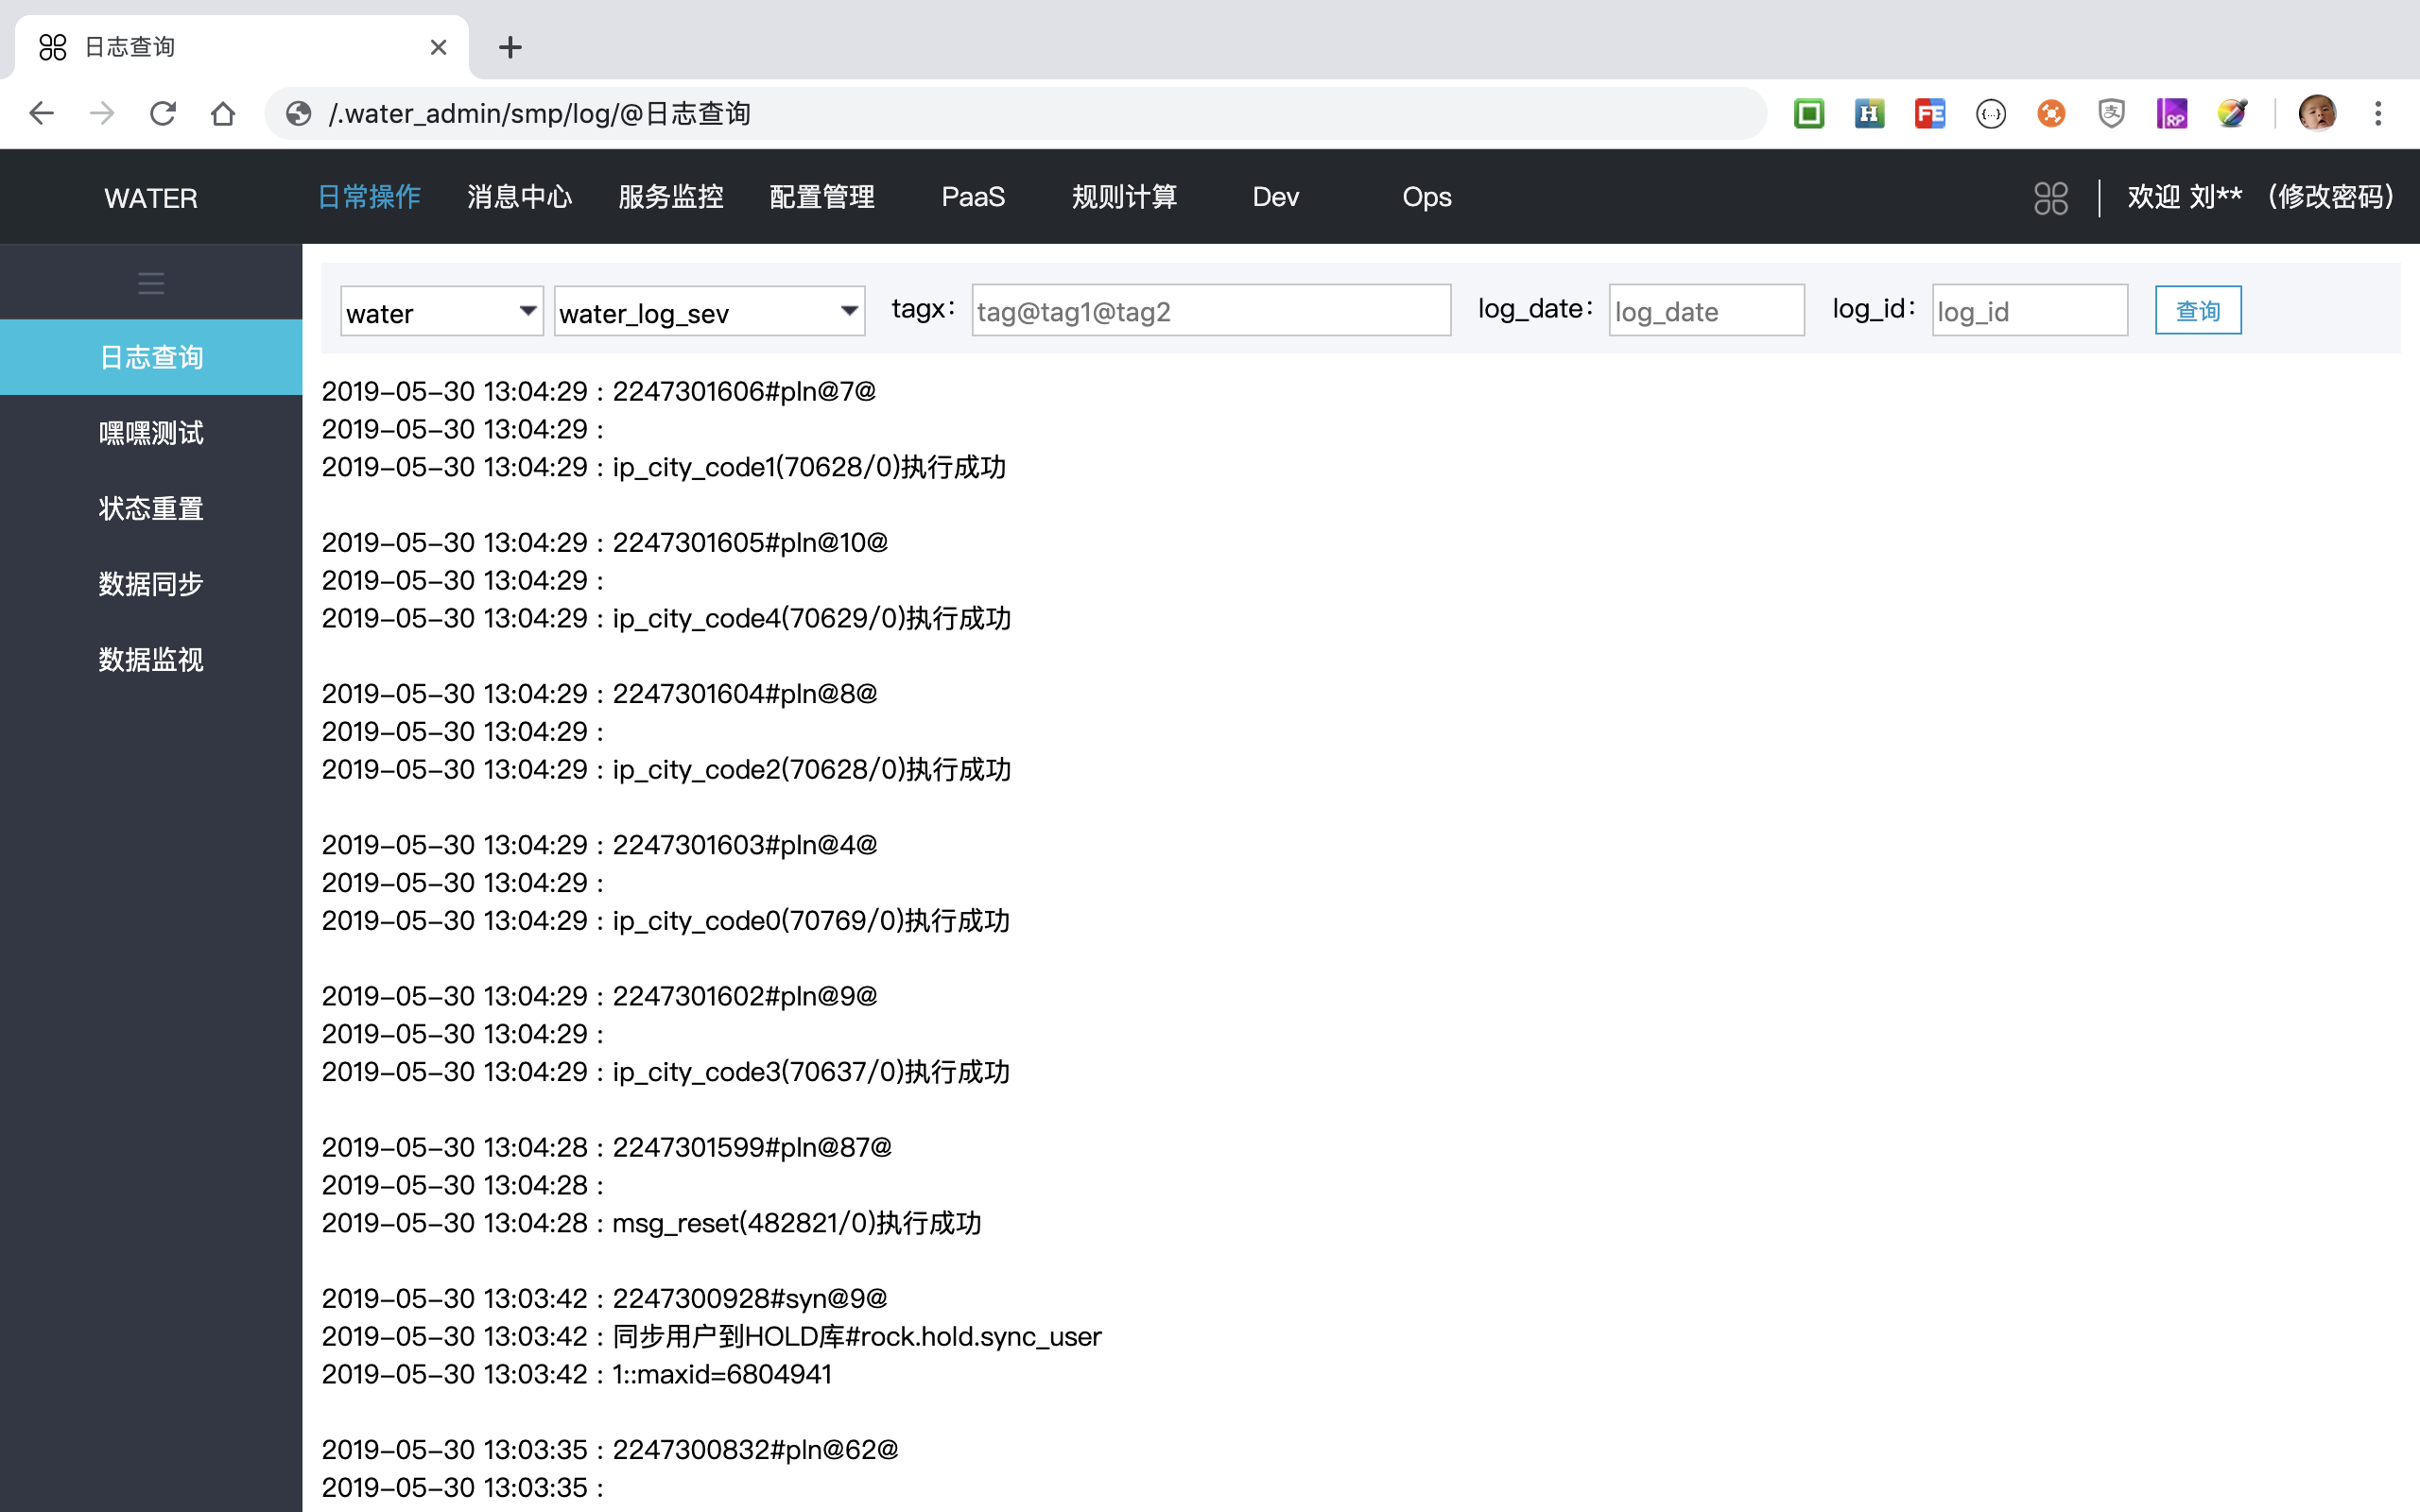 日志查询
/.water_admin/smp/log/@日志查询
WATER 日常操作 消息中心 服务监控 配置管理 PaaS 规则计算 Dev Ops 欢迎 刘** (修改密码)
日志查询
嘿嘿测试
状态重置
数据同步
数据监视
water water_log_sev tagx: tag@tag1@tag2 log_date: log_date log_id: log_id 查询
2019-05-30 13:04:29 : 2247301606#pln@7@
2019-05-30 13:04:29 :
2019-05-30 13:04:29 : ip_city_code1(70628/0)执行成功
2019-05-30 13:04:29 : 2247301605#pln@10@
2019-05-30 13:04:29 :
2019-05-30 13:04:29 : ip_city_code4(70629/0)执行成功
2019-05-30 13:04:29 : 2247301604#pln@8@
2019-05-30 13:04:29 :
2019-05-30 13:04:29 : ip_city_code2(70628/0)执行成功
2019-05-30 13:04:29 : 2247301603#pln@4@
2019-05-30 13:04:29 :
2019-05-30 13:04:29 : ip_city_code0(70769/0)执行成功
2019-05-30 13:04:29 : 2247301602#pln@9@
2019-05-30 13:04:29 :
2019-05-30 13:04:29 : ip_city_code3(70637/0)执行成功
2019-05-30 13:04:28 : 2247301599#pln@87@
2019-05-30 13:04:28 :
2019-05-30 13:04:28 : msg_reset(482821/0)执行成功
2019-05-30 13:03:42 : 2247300928#syn@9@
2019-05-30 13:03:42 : 同步用户到HOLD库#rock.hold.sync_user
2019-05-30 13:03:42 : 1::maxid=6804941
2019-05-30 13:03:35 : 2247300832#pln@62@
2019-05-30 13:03:35 :